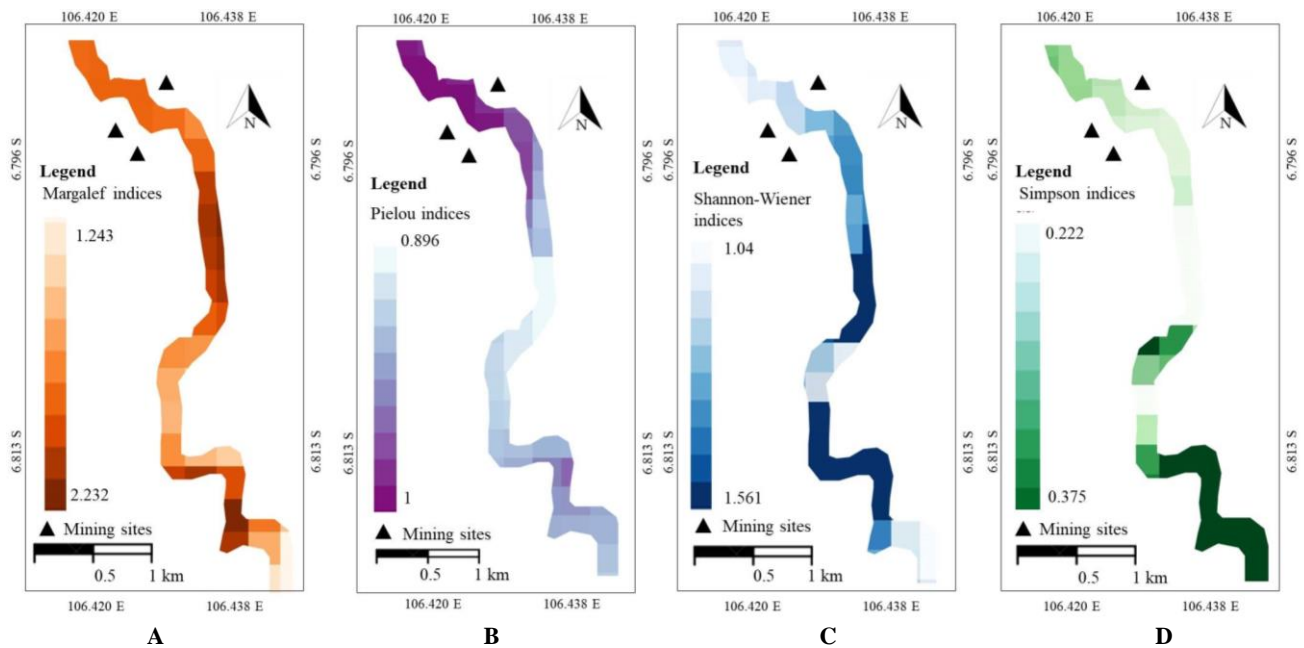 106.420 E 106.438 E 106.420 E 106.438 E 106.420 E 106.438 E 106.420 E 106.438 E
N N N N
6.796 S 6.796 S 6.796 S 6.796 S 6.796 S
Legend
Margalef indices
1.243
2.232
Mining sites
0.5 1 km
Legend
Pielou indices
0.896
1
Mining sites
0.5 1 km
Legend
Shannon-Wiener
indices
1.04
1.561
Mining sites
0.5 1 km
Legend
Simpson indices
0.222
0.375
Mining sites
0.5 1 km
6.813 S 6.813 S 6.813 S 6.813 S 6.813 S
106.420 E 106.438 E 106.420 E 106.438 E 106.420 E 106.438 E 106.420 E 106.438 E
A B C D